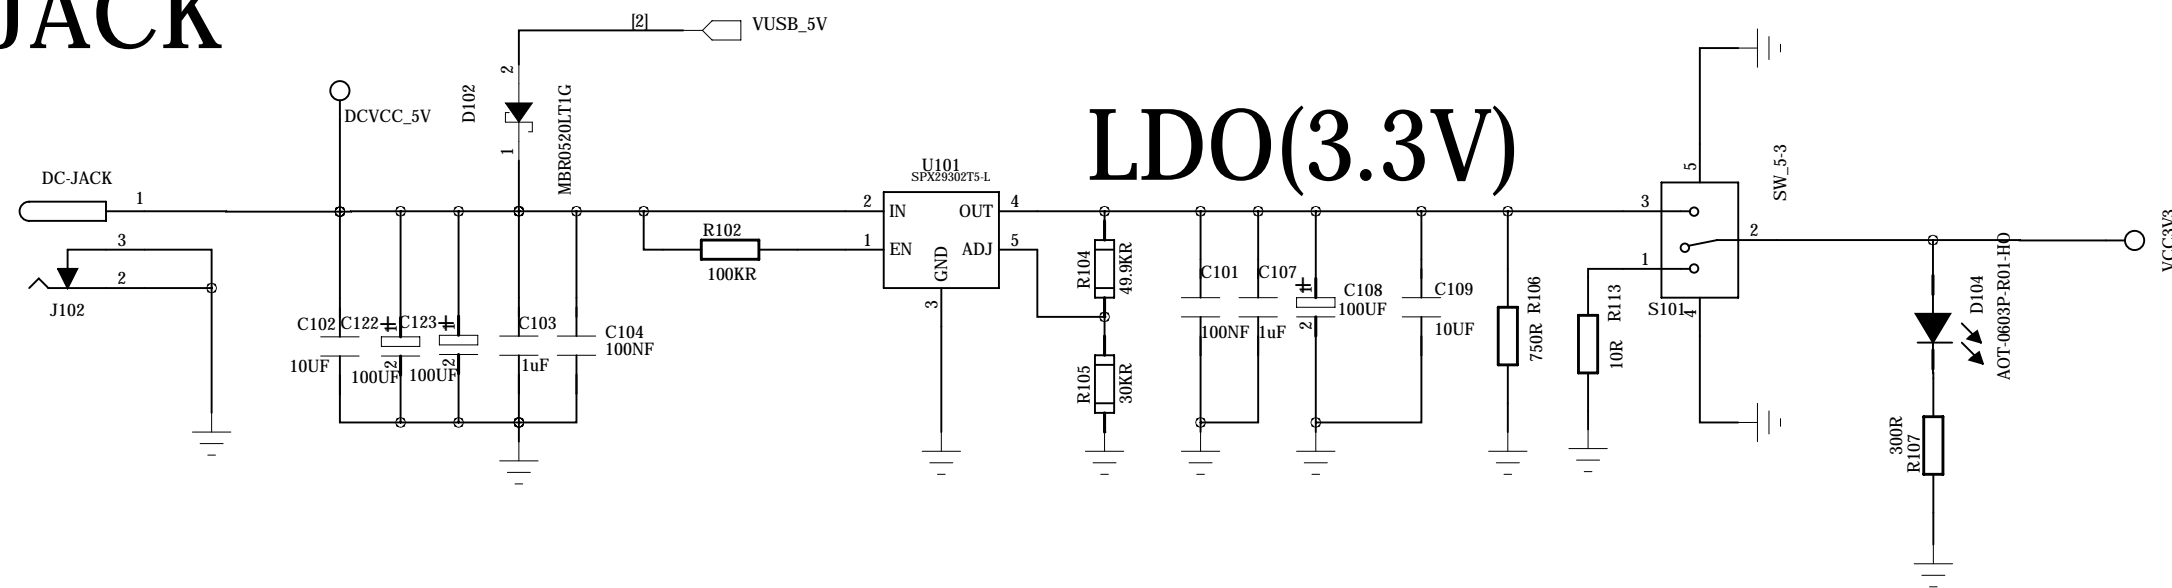 JACK
[2]
VUSB_5V
2
D102
MBR0520LT1G
1
DCVCC_5V
LDO(3.3V)
DC-JACK
1
3
2
J102
U101
SPX29302T5-L
2
IN
OUT
4
1
EN
ADJ
5
GND
3
R102
100KR
R104
49.9KR
R105
30KR
C102
10UF
C122
1
2
100UF
C123
1
2
100UF
C103
1uF
C104
100NF
C101
100NF
C107
1uF
1
2
C108
100UF
C109
10UF
R106
750R
R113
10R
SW_5-3
5
3
2
1
S101
4
D104
AOT-0603P-R01-HO
300R
R107
VCC3V3